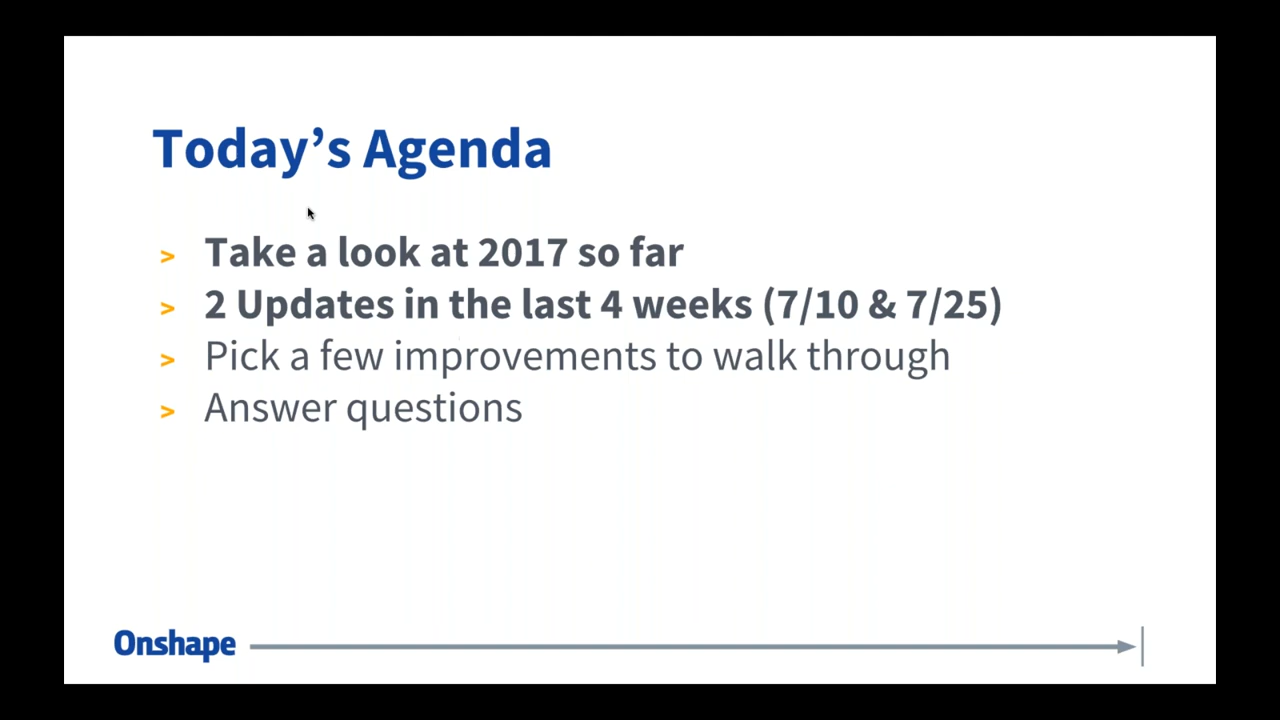 Today’s Agenda
> Take a look at 2017 so far
> 2 Updates in the last 4 weeks (7/10 & 7/25)
> Pick a few improvements to walk through
> Answer questions
Onshape